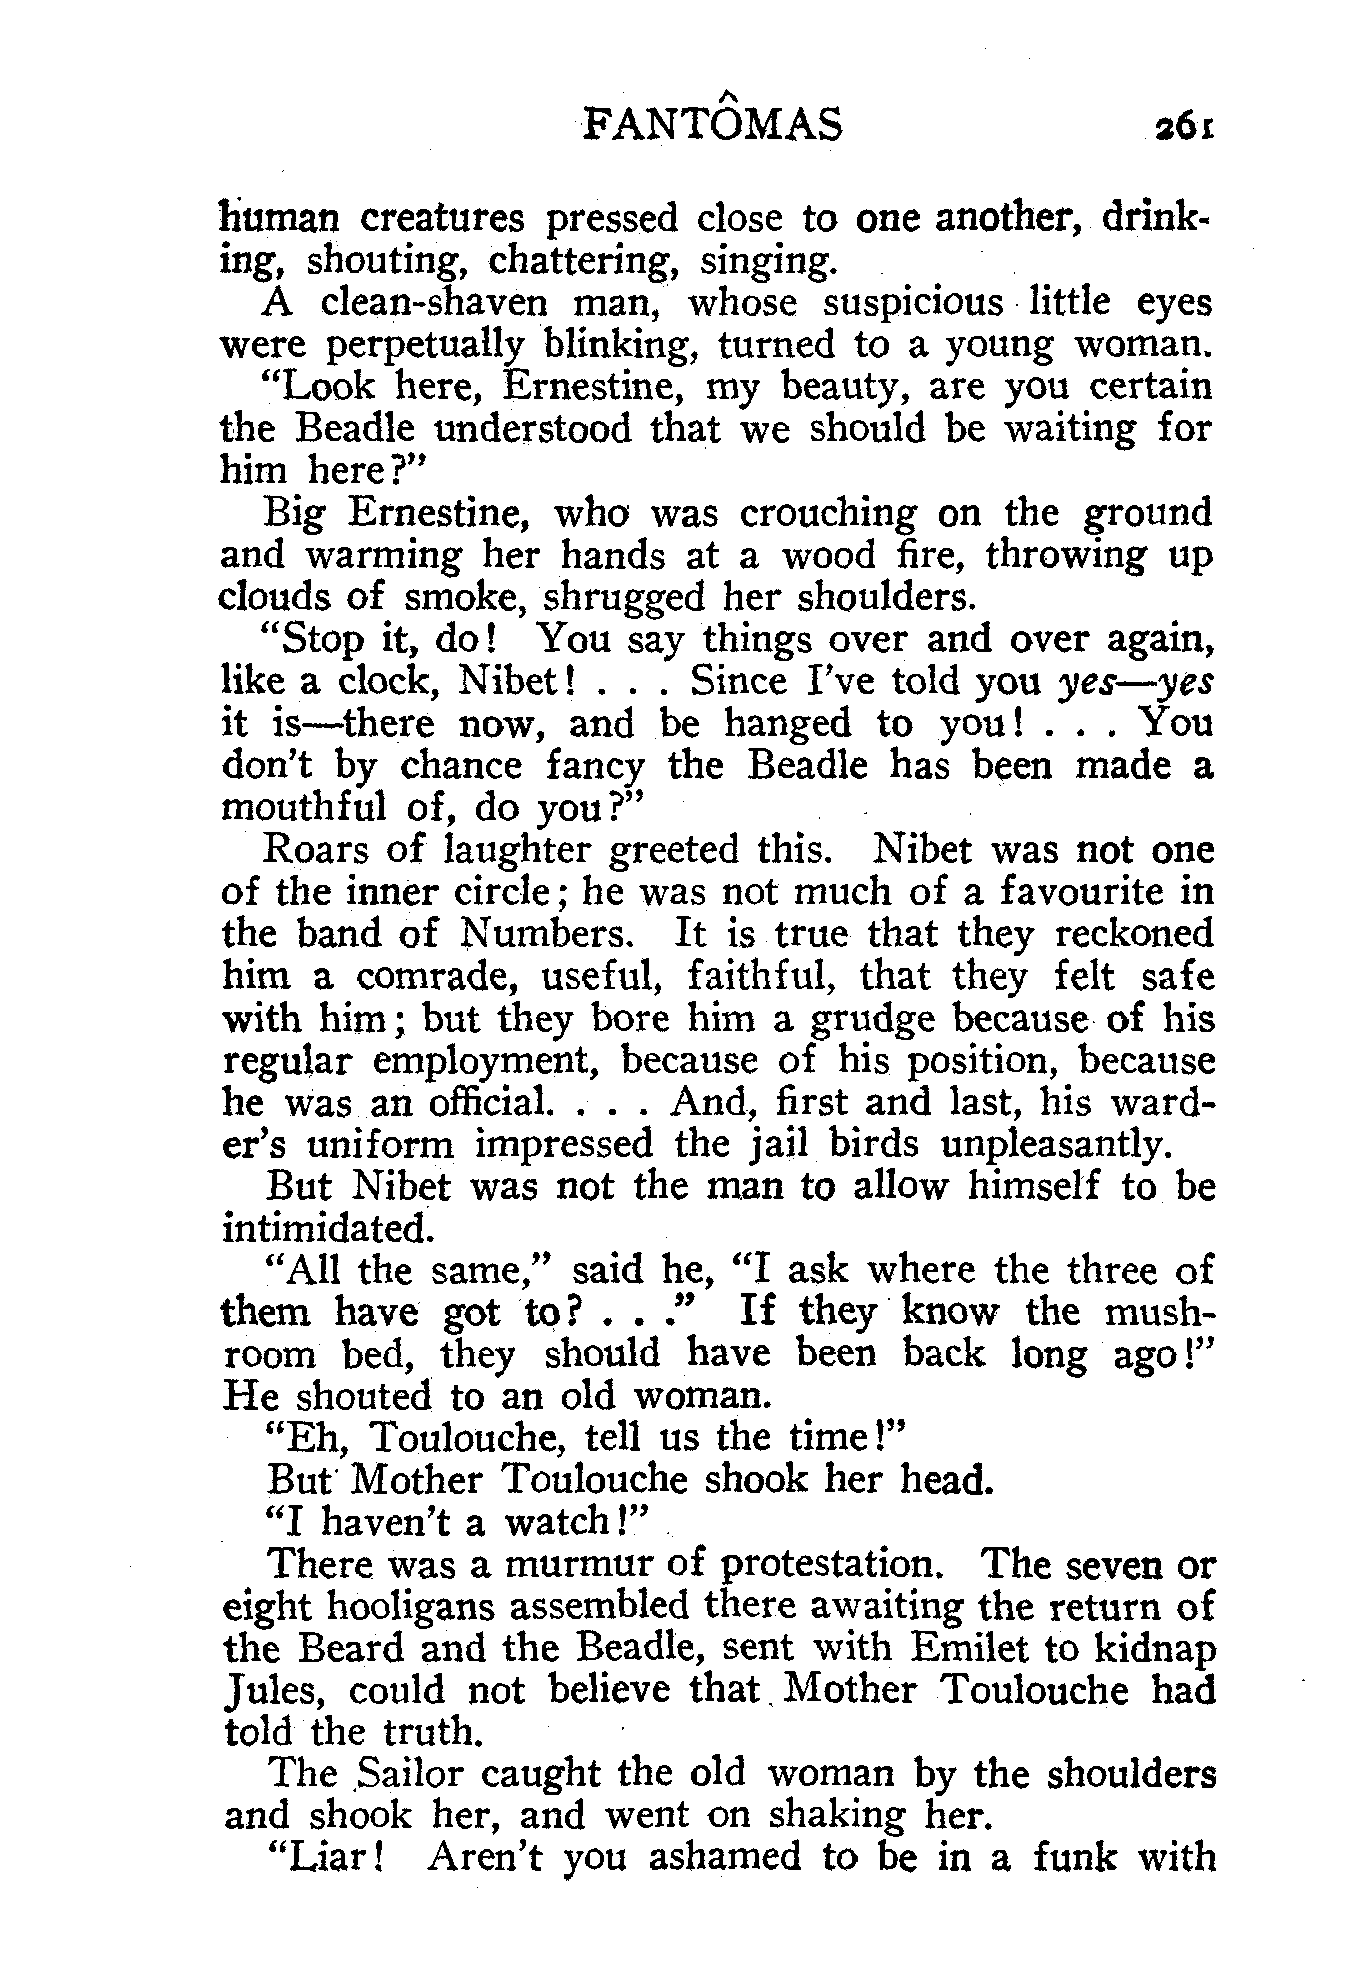 FANTÔMAS 261
human creatures pressed close to one another, drink-
ing, shouting, chattering, singing.
A clean-shaven man, whose suspicious little eyes
were perpetually blinking, turned to a young woman.
“Look here, Ernestine, my beauty, are you certain
the Beadle understood that we should be waiting for
him here?”
Big Ernestine, who was crouching on the ground
and warming her hands at a wood fire, throwing up
clouds of smoke, shrugged her shoulders.
“Stop it, do! You say things over and over again,
like a clock, Nibet! . . . Since I’ve told you yes—yes
it is—there now, and be hanged to you! . . . You
don’t by chance fancy the Beadle has been made a
mouthful of, do you?”
Roars of laughter greeted this. Nibet was not one
of the inner circle; he was not much of a favourite in
the band of Numbers. It is true that they reckoned
him a comrade, useful, faithful, that they felt safe
with him; but they bore him a grudge because of his
regular employment, because of his position, because
he was an official. . . . And, first and last, his ward-
er’s uniform impressed the jail birds unpleasantly.
But Nibet was not the man to allow himself to be
intimidated.
“All the same,” said he, “I ask where the three of
them have got to? . . .” If they know the mush-
room bed, they should have been back long ago!”
He shouted to an old woman.
“Eh, Toulouche, tell us the time!”
But Mother Toulouche shook her head.
“I haven’t a watch!”
There was a murmur of protestation. The seven or
eight hooligans assembled there awaiting the return of
the Beard and the Beadle, sent with Emilet to kidnap
Jules, could not believe that Mother Toulouche had
told the truth.
The Sailor caught the old woman by the shoulders
and shook her, and went on shaking her.
“Liar! Aren’t you ashamed to be in a funk with